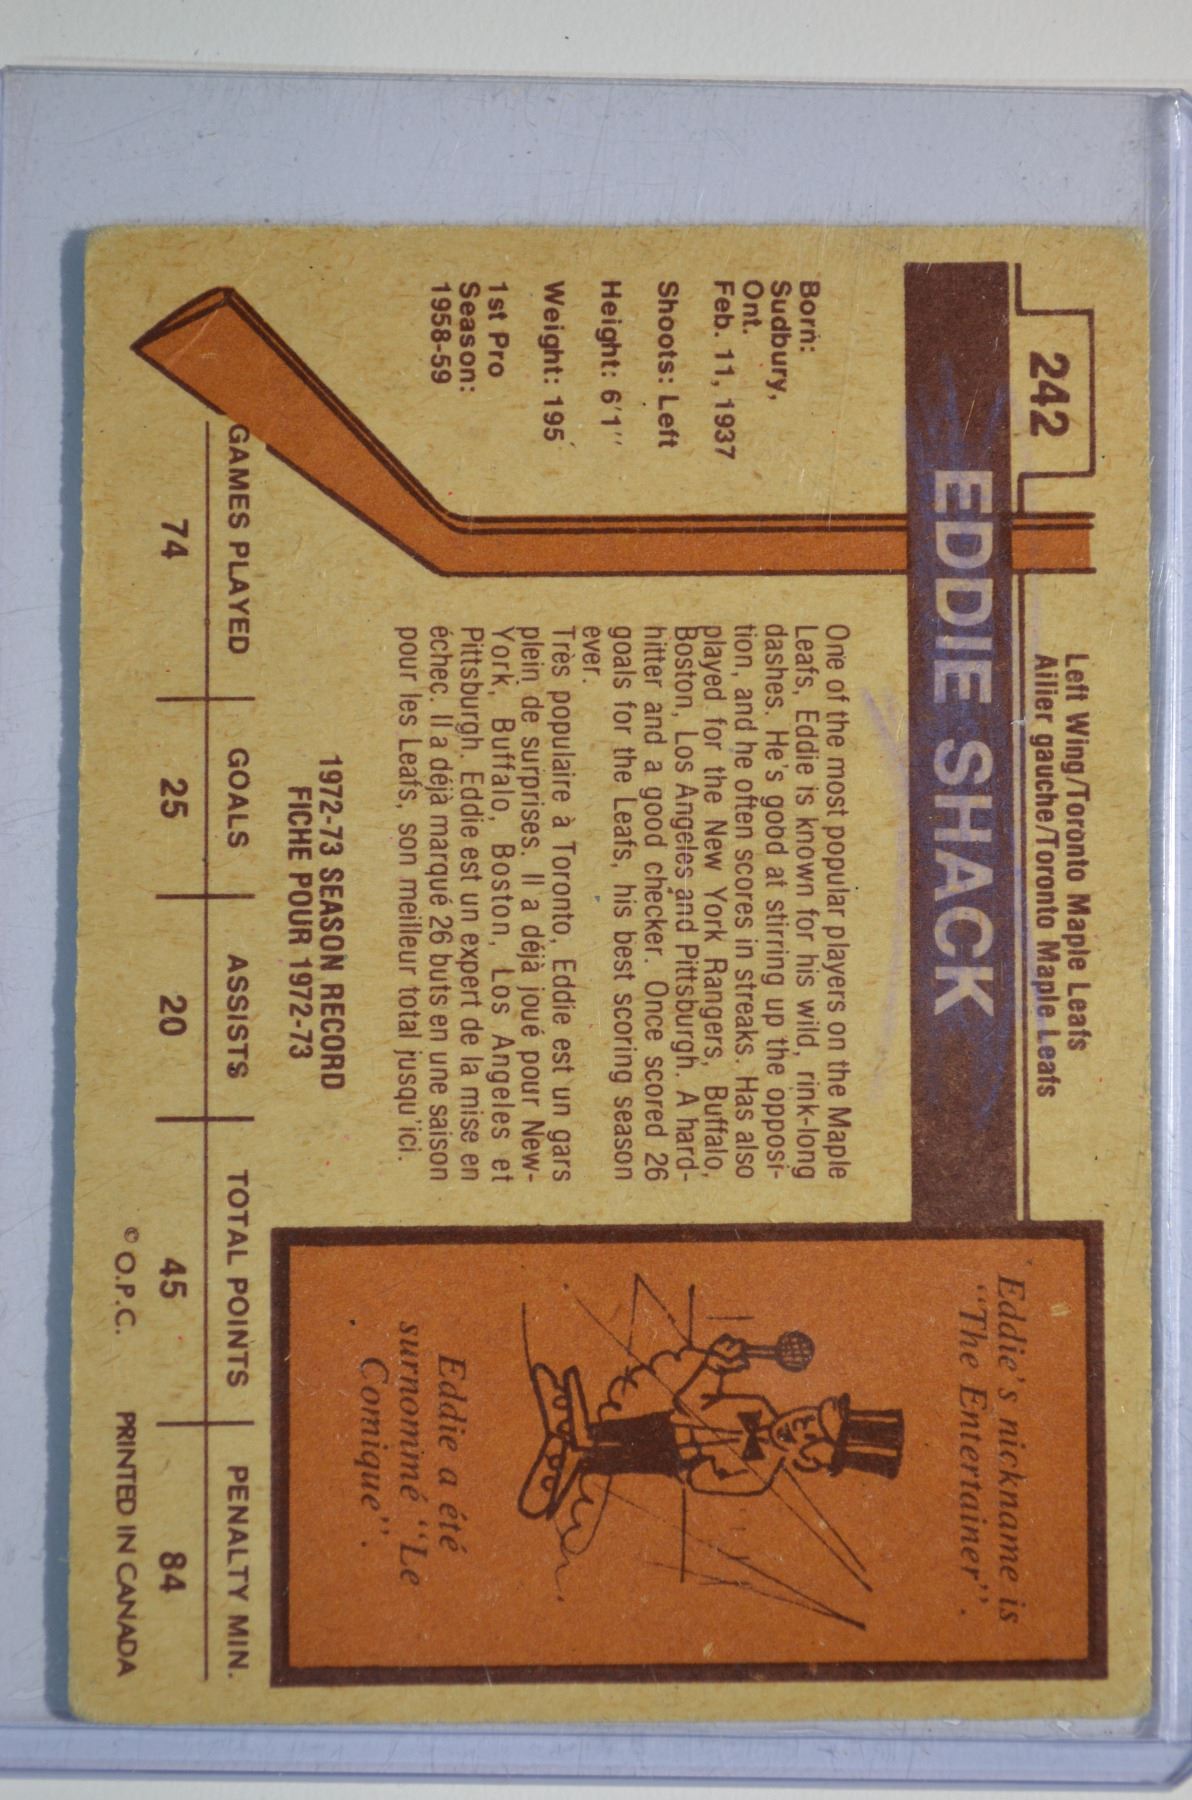 242
Left Wing/Toronto Maple Leafs
Ailier gauche/Toronto Maple Leafs
EDDIE SHACK
Born:
Sudbury,
Ont.
Feb. 11, 1937
Shoots: Left
Height: 6'1"
Weight: 195
1st Pro
Season:
1958-59
One of the most popular players on the Maple
Leafs, Eddie is known for his wild, rink-long
dashes. He's good at stirring up the opposi-
tion, and he often scores in streaks. Has also
played for the New York Rangers, Buffalo,
Boston, Los Angeles and Pittsburgh. A hard-
hitter and a good checker. Once scored 26
goals for the Leafs, his best scoring season
ever.
Très populaire à Toronto, Eddie est un gars
plein de surprises. Il a déjà joué pour New-
York, Buffalo, Boston, Los Angeles et
Pittsburgh. Eddie est un expert de la mise en
échec. Il a déjà marqué 26 buts en une saison
pour les Leafs, son meilleur total jusqu'ici.
Eddie's nickname is
"The Entertainer".
Eddie a été
surnommé "Le
Comique".
1972-73 SEASON RECORD
FICHE POUR 1972-73
GAMES PLAYED GOALS ASSISTS TOTAL POINTS PENALTY MIN.
74 25 20 45 84
© O.P.C. PRINTED IN CANADA